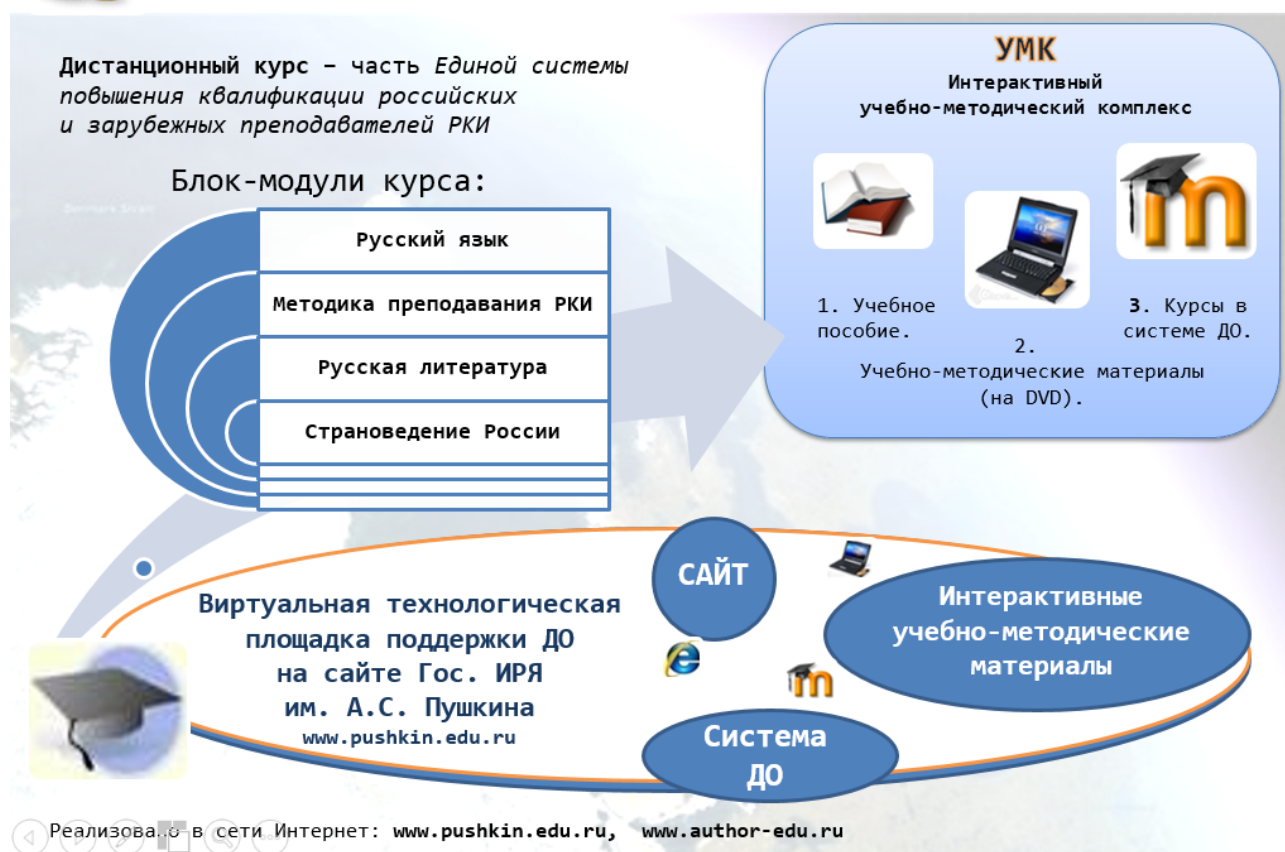 Дистанционный курс – часть Единой системы
повышения квалификации российских
и зарубежных преподавателей РКИ
Блок-модули курса:
Русский язык
Методика преподавания РКИ
Русская литература
Страноведение России
УМК
Интерактивный
учебно-методический комплекс
1. Учебное
пособие.
2.
Учебно-методические материалы
(на DVD).
3. Курсы в
системе ДО.
Виртуальная технологическая
площадка поддержки ДО
на сайте Гос. ИРЯ
им. А.С. Пушкина
www.pushkin.edu.ru
САЙТ
Интерактивные
учебно-методические
материалы
Система
ДО
Реализовано в сети Интернет: www.pushkin.edu.ru, www.author-edu.ru